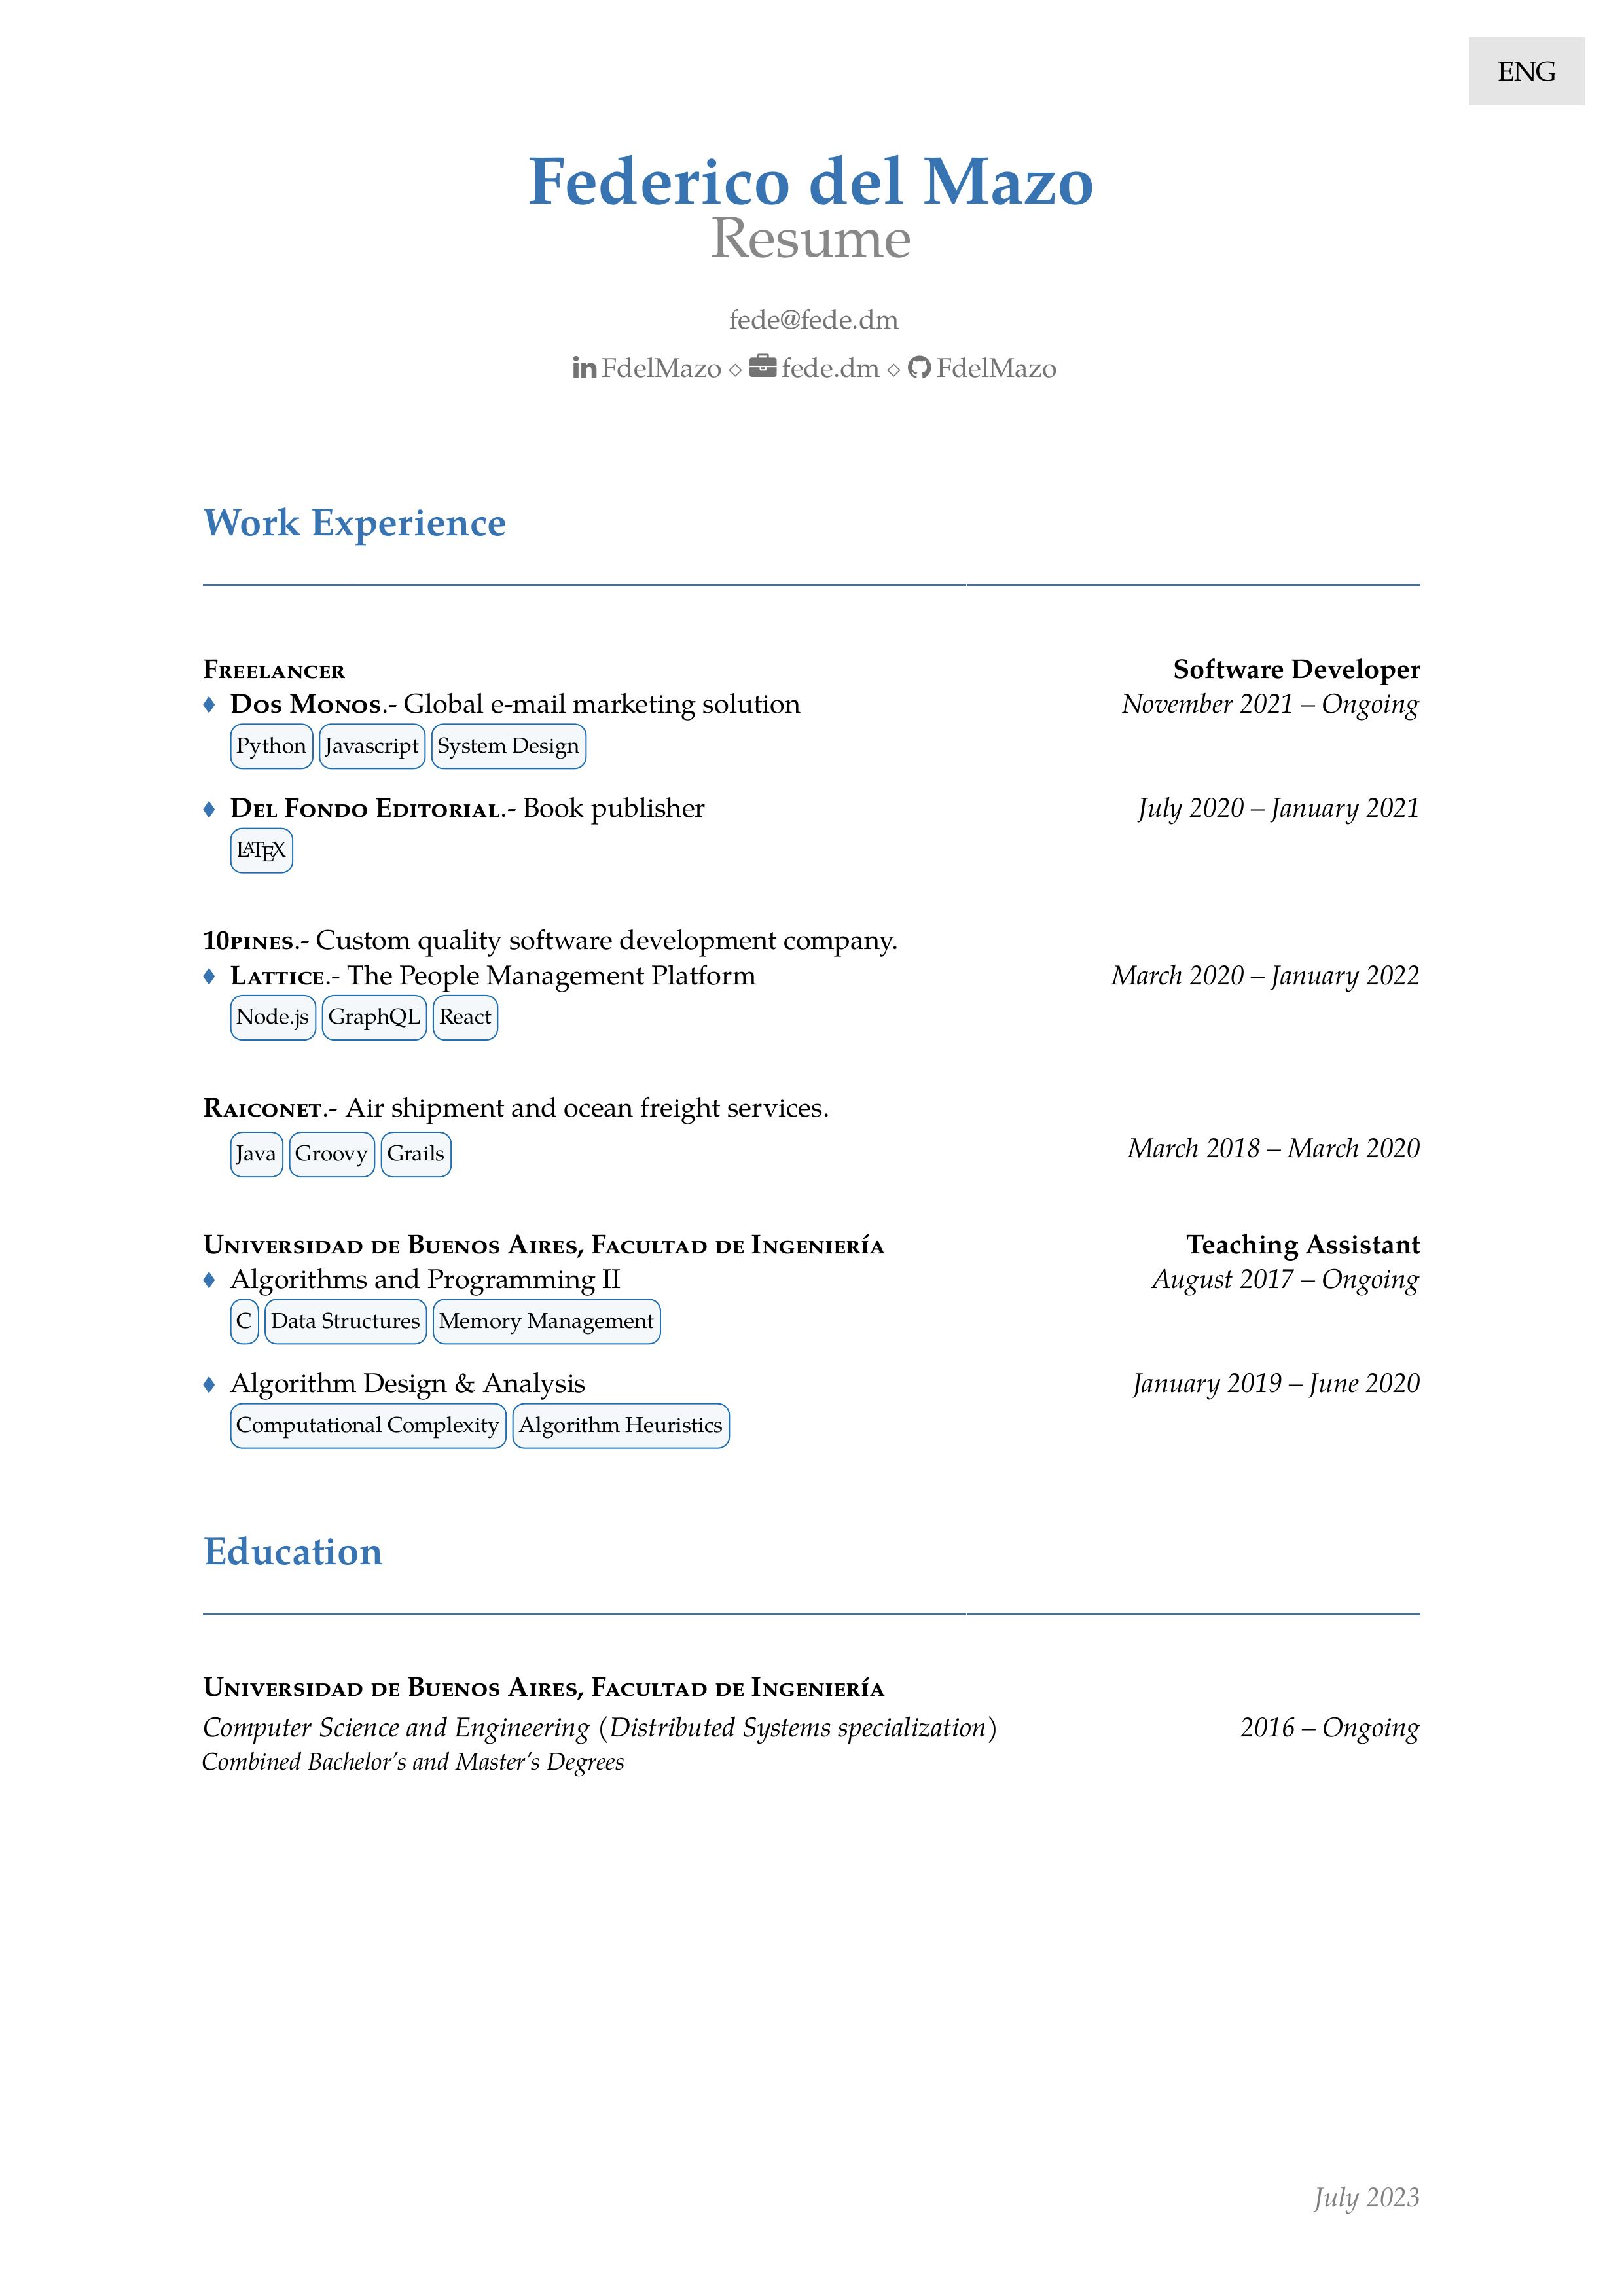 ENG
Federico del Mazo
Resume
fede@fede.dm
in FdelMazo ⋄ fede.dm ⋄ FdelMazo
Work Experience
Freelancer Software Developer
♦ Dos Monos.- Global e-mail marketing solution November 2021 – Ongoing
Python Javascript System Design
♦ Del Fondo Editorial.- Book publisher July 2020 – January 2021
LATEX
10pines.- Custom quality software development company.
♦ Lattice.- The People Management Platform March 2020 – January 2022
Node.js GraphQL React
Raiconet.- Air shipment and ocean freight services.
Java Groovy Grails March 2018 – March 2020
Universidad de Buenos Aires, Facultad de Ingeniería Teaching Assistant
♦ Algorithms and Programming II August 2017 – Ongoing
C Data Structures Memory Management
♦ Algorithm Design & Analysis January 2019 – June 2020
Computational Complexity Algorithm Heuristics
Education
Universidad de Buenos Aires, Facultad de Ingeniería
Computer Science and Engineering (Distributed Systems specialization) 2016 – Ongoing
Combined Bachelor's and Master's Degrees
July 2023